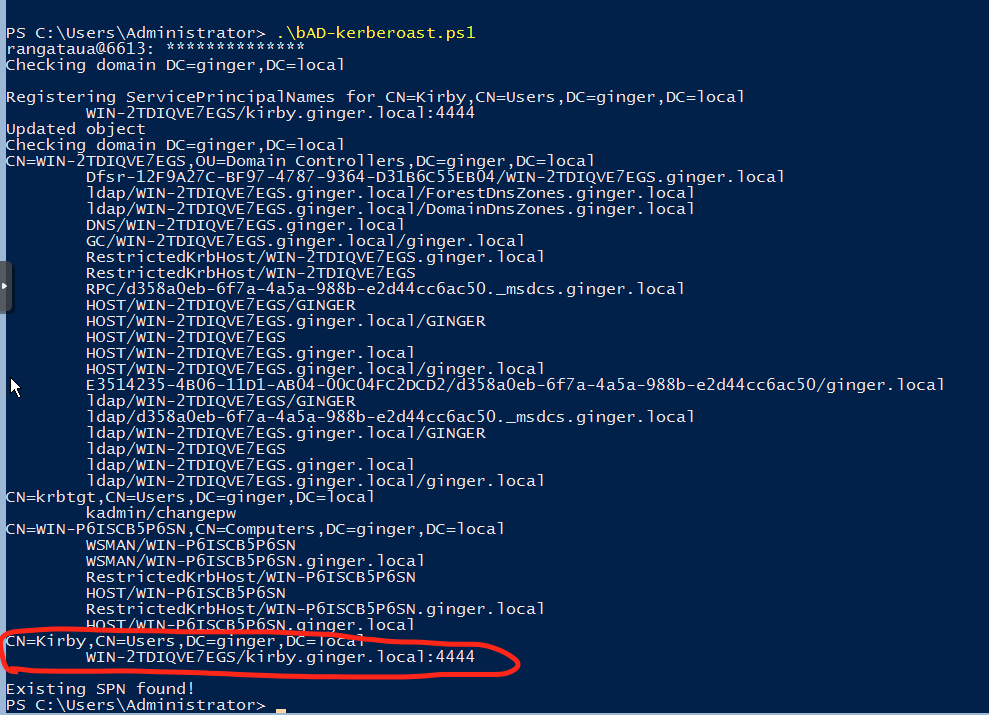 PS C:\Users\Administrator> .\bAD-kerberoast.ps1
rangataua@6613: **************
Checking domain DC=ginger,DC=local
Registering ServicePrincipalNames for CN=Kirby,CN=Users,DC=ginger,DC=local
WIN-2TDIQVE7EGS/kirby.ginger.local:4444
Updated object
Checking domain DC=ginger,DC=local
CN=WIN-2TDIQVE7EGS,OU=Domain Controllers,DC=ginger,DC=local
Dfsr-12F9A27C-BF97-4787-9364-D31B6C55EB04/WIN-2TDIQVE7EGS.ginger.local
ldap/WIN-2TDIQVE7EGS.ginger.local/ForestDnsZones.ginger.local
ldap/WIN-2TDIQVE7EGS.ginger.local/DomainDnsZones.ginger.local
DNS/WIN-2TDIQVE7EGS.ginger.local
GC/WIN-2TDIQVE7EGS.ginger.local/ginger.local
RestrictedKrbHost/WIN-2TDIQVE7EGS.ginger.local
RestrictedKrbHost/WIN-2TDIQVE7EGS
RPC/d358a0eb-6f7a-4a5a-988b-e2d44cc6ac50._msdcs.ginger.local
HOST/WIN-2TDIQVE7EGS/GINGER
HOST/WIN-2TDIQVE7EGS.ginger.local/GINGER
HOST/WIN-2TDIQVE7EGS
HOST/WIN-2TDIQVE7EGS.ginger.local
HOST/WIN-2TDIQVE7EGS.ginger.local/ginger.local
E3514235-4B06-11D1-AB04-00C04FC2DCD2/d358a0eb-6f7a-4a5a-988b-e2d44cc6ac50/ginger.local
ldap/WIN-2TDIQVE7EGS/GINGER
ldap/d358a0eb-6f7a-4a5a-988b-e2d44cc6ac50._msdcs.ginger.local
ldap/WIN-2TDIQVE7EGS.ginger.local/GINGER
ldap/WIN-2TDIQVE7EGS
ldap/WIN-2TDIQVE7EGS.ginger.local
ldap/WIN-2TDIQVE7EGS.ginger.local/ginger.local
CN=krbtgt,CN=Users,DC=ginger,DC=local
kadmin/changepw
CN=WIN-P6ISCB5P6SN,CN=Computers,DC=ginger,DC=local
WSMAN/WIN-P6ISCB5P6SN
WSMAN/WIN-P6ISCB5P6SN.ginger.local
RestrictedKrbHost/WIN-P6ISCB5P6SN
HOST/WIN-P6ISCB5P6SN
RestrictedKrbHost/WIN-P6ISCB5P6SN.ginger.local
HOST/WIN-P6ISCB5P6SN.ginger.local
CN=Kirby,CN=Users,DC=ginger,DC=local
WIN-2TDIQVE7EGS/kirby.ginger.local:4444
Existing SPN found!
PS C:\Users\Administrator>